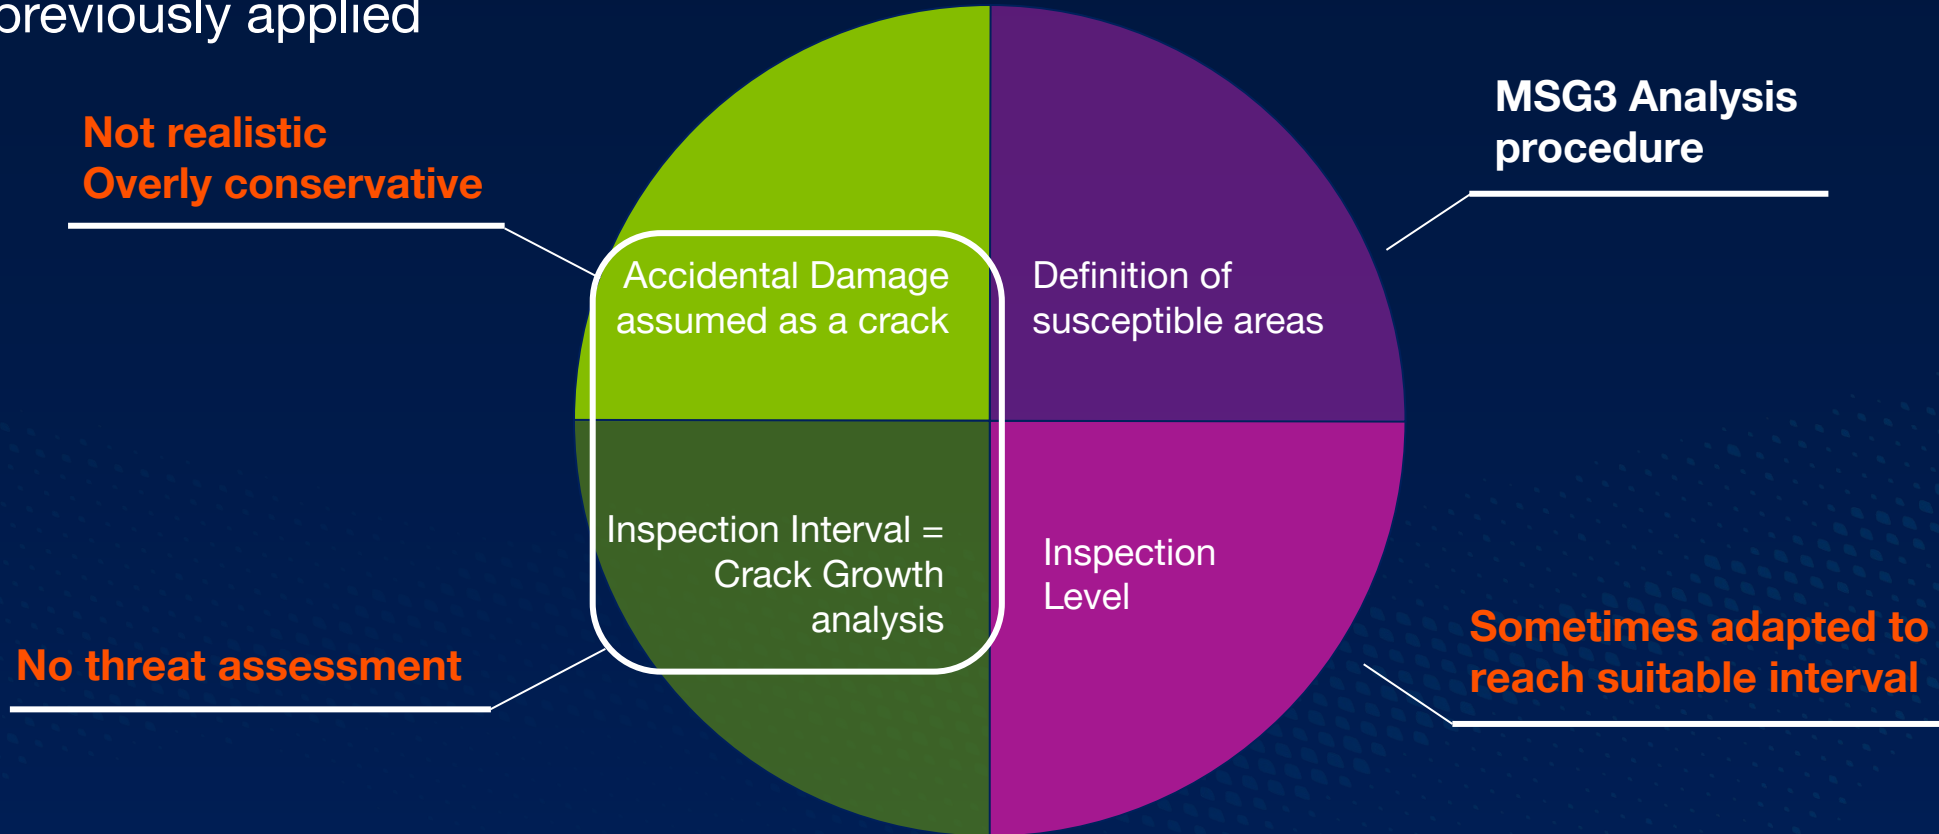 previously applied
Not realistic
Overly conservative
MSG3 Analysis
procedure
Accidental Damage
assumed as a crack
Definition of
susceptible areas
Inspection Interval =
Crack Growth
analysis
Inspection
Level
No threat assessment
Sometimes adapted to
reach suitable interval